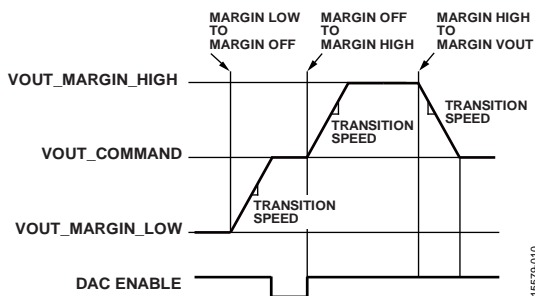 MARGIN LOW
TO
MARGIN OFF
MARGIN OFF
TO
MARGIN HIGH
MARGIN HIGH
TO
MARGIN VOUT
VOUT_MARGIN_HIGH
TRANSITION
SPEED
TRANSITION
SPEED
VOUT_COMMAND
TRANSITION
SPEED
VOUT_MARGIN_LOW
DAC ENABLE
15579-010